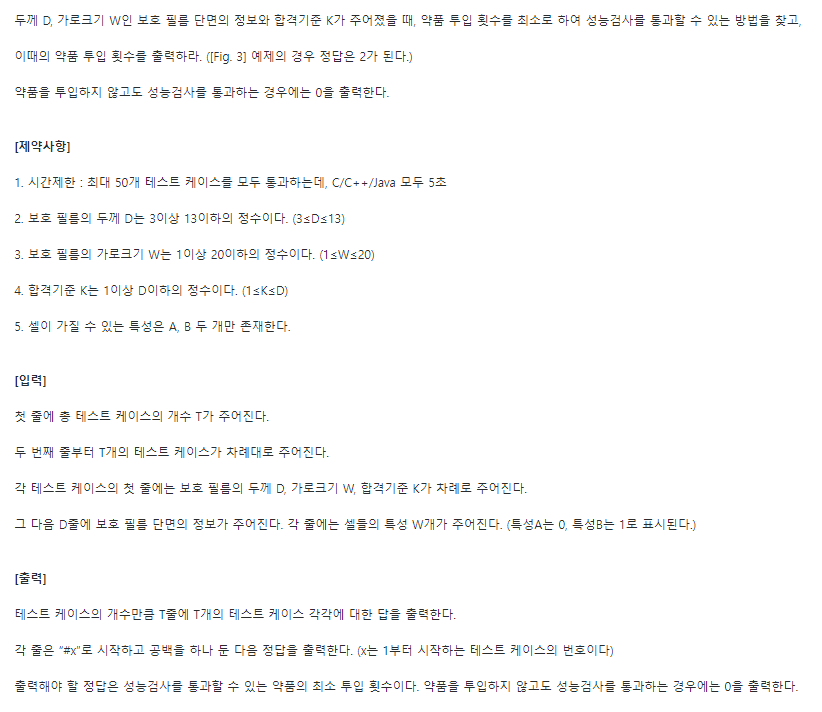 두께 D, 가로크기 W인 보호 필름 단면의 정보와 합격기준 K가 주어졌을 때, 약품 투입 횟수를 최소로 하여 성능검사를 통과할 수 있는 방법을 찾고,
이때의 약품 투입 횟수를 출력하라. ([Fig. 3] 예제의 경우 정답은 2가 된다.)
약품을 투입하지 않고도 성능검사를 통과하는 경우에는 0을 출력한다.
[제약사항]
1. 시간제한 : 최대 50개 테스트 케이스를 모두 통과하는데, C/C++/Java 모두 5초
2. 보호 필름의 두께 D는 3이상 13이하의 정수이다. (3≤D≤13)
3. 보호 필름의 가로크기 W는 1이상 20이하의 정수이다. (1≤W≤20)
4. 합격기준 K는 1이상 D이하의 정수이다. (1≤K≤D)
5. 셀이 가질 수 있는 특성은 A, B 두 개만 존재한다.
[입력]
첫 줄에 총 테스트 케이스의 개수 T가 주어진다.
두 번째 줄부터 T개의 테스트 케이스가 차례대로 주어진다.
각 테스트 케이스의 첫 줄에는 보호 필름의 두께 D, 가로크기 W, 합격기준 K가 차례로 주어진다.
그 다음 D줄에 보호 필름 단면의 정보가 주어진다. 각 줄에는 셀들의 특성 W개가 주어진다. (특성A는 0, 특성B는 1로 표시된다.)
[출력]
테스트 케이스의 개수만큼 T줄에 T개의 테스트 케이스 각각에 대한 답을 출력한다.
각 줄은 "#x"로 시작하고 공백을 하나 둔 다음 정답을 출력한다. (x는 1부터 시작하는 테스트 케이스의 번호이다)
출력해야 할 정답은 성능검사를 통과할 수 있는 약품의 최소 투입 횟수이다. 약품을 투입하지 않고도 성능검사를 통과하는 경우에는 0을 출력한다.